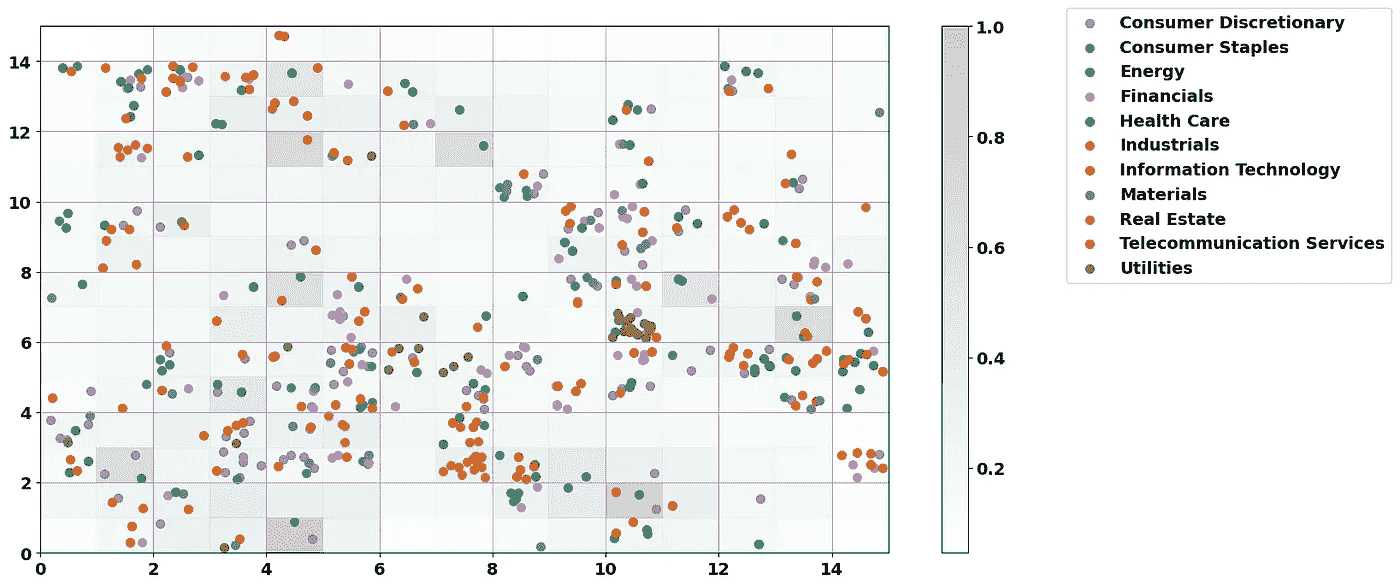 14
12
10
8
6
4
2
0
0 2 4 6 8 10 12 14
1.0
0.8
0.6
0.4
0.2
Consumer Discretionary
Consumer Staples
Energy
Financials
Health Care
Industrials
Information Technology
Materials
Real Estate
Telecommunication Services
Utilities